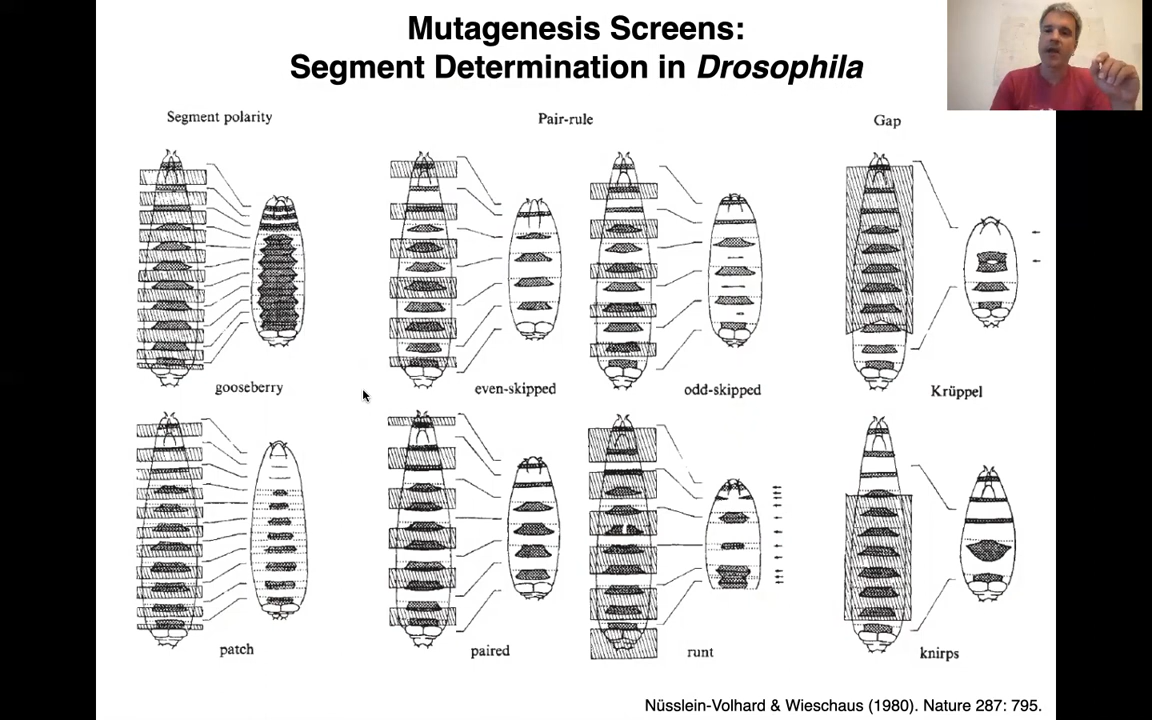 Mutagenesis Screens:
Segment Determination in Drosophila
Segment polarity
Pair-rule
Gap
gooseberry
even-skipped
odd-skipped
Krüppel
patch
paired
runt
knirps
Nüsslein-Volhard & Wieschaus (1980). Nature 287: 795.